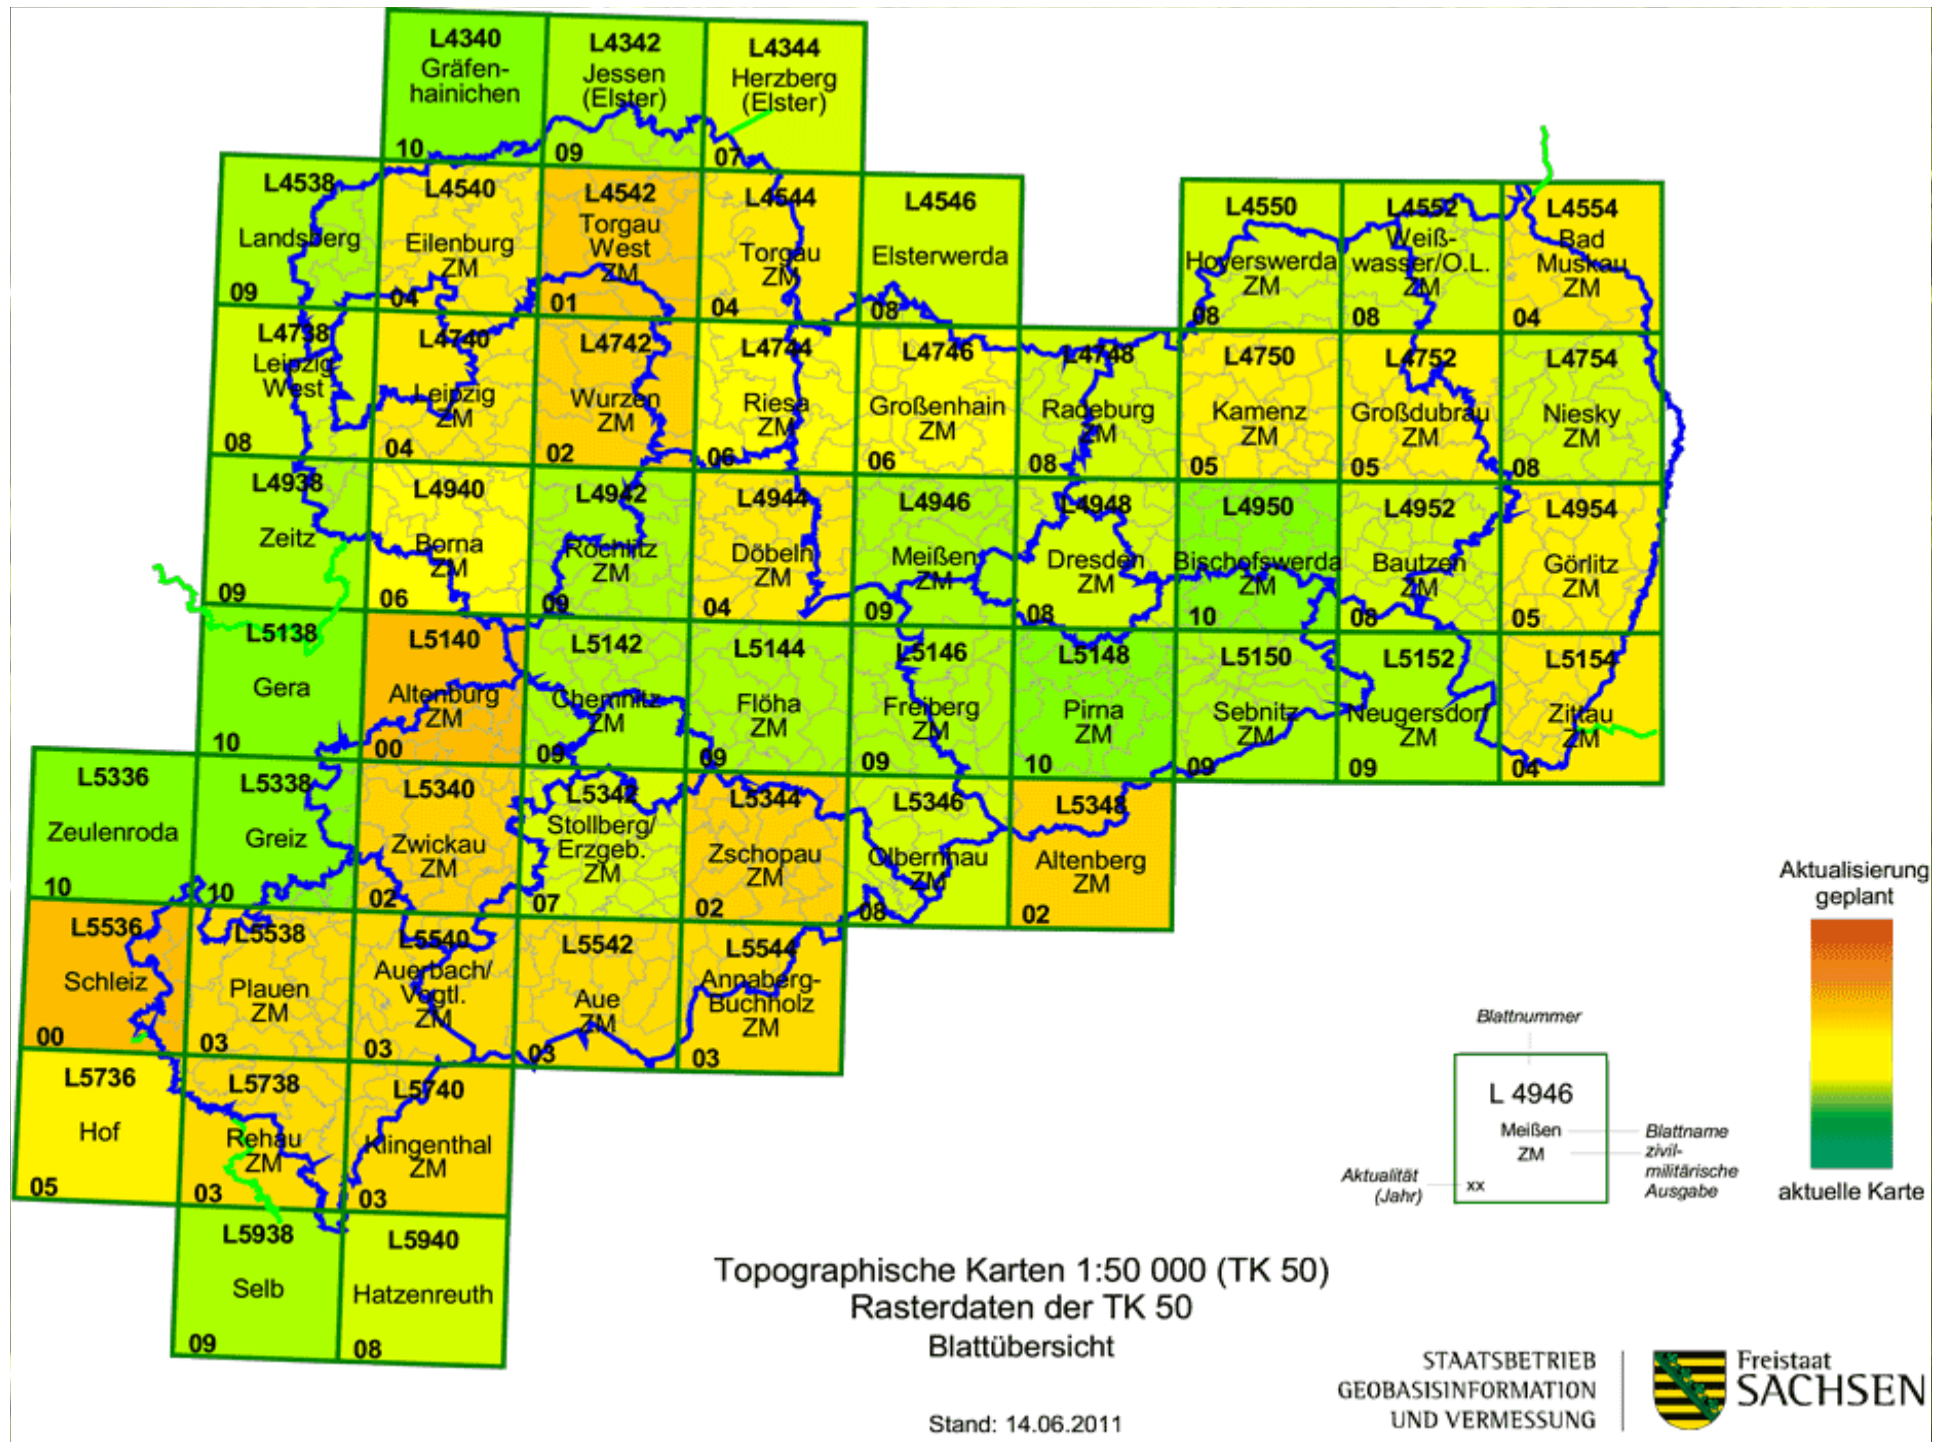 L4340
Gräfen-
hainichen
10
L4342
Jessen
(Elster)
09
L4344
Herzberg
(Elster)
07
L4538
Landsberg
09
L4540
Eilenburg
ZM
04
L4542
Torgau
West
ZM
01
L4544
Torgau
ZM
04
L4546
Elsterwerda
08
L4550
Hoyerswerda
ZM
08
L4552
Weiß-
wasser/O.L.
ZM
08
L4554
Bad
Muskau
ZM
04
L4738
Leipzig
West
08
L4740
Leipzig
ZM
04
L4742
Wurzen
ZM
02
L4744
Riesa
ZM
06
L4746
Großenhain
ZM
06
L4748
Radeburg
ZM
08
L4750
Kamenz
ZM
05
L4752
Großdubrau
ZM
05
L4754
Niesky
ZM
08
L4938
Zeitz
09
L4940
Borna
ZM
06
L4942
Rochlitz
ZM
09
L4944
Döbeln
ZM
04
L4946
Meißen
ZM
09
L4948
Dresden
ZM
08
L4950
Bischofswerda
ZM
10
L4952
Bautzen
ZM
08
L4954
Görlitz
ZM
05
L5138
Gera
10
L5140
Altenburg
ZM
00
L5142
Chemnitz
ZM
09
L5144
Flöha
ZM
09
L5146
Freiberg
ZM
09
L5148
Pirna
ZM
10
L5150
Sebnitz
ZM
09
L5152
Neugersdorf
ZM
09
L5154
Zittau
ZM
04
L5336
Zeulenroda
10
L5338
Greiz
10
L5340
Zwickau
ZM
02
L5342
Stollberg/
Erzgeb.
ZM
07
L5344
Zschopau
ZM
02
L5346
Olbernhau
ZM
08
L5348
Altenberg
ZM
02
L5536
Schleiz
00
L5538
Plauen
ZM
03
L5540
Auerbach/
Vogtl.
ZM
03
L5542
Aue
ZM
03
L5544
Annaberg-
Buchholz
ZM
03
L5736
Hof
05
L5738
Rehau
ZM
03
L5740
Klingenthal
ZM
03
L5938
Selb
09
L5940
Hatzenreuth
08
Aktualisierung
geplant
aktuelle Karte
Blattnummer
L 4946
Meißen
ZM
xx
Blattname
zivil-
militärische
Ausgabe
Aktualität
(Jahr)
Topographische Karten 1:50 000 (TK 50)
Rasterdaten der TK 50
Blattübersicht
Stand: 14.06.2011
STAATSBETRIEB
GEOBASISINFORMATION
UND VERMESSUNG
Freistaat
SACHSEN